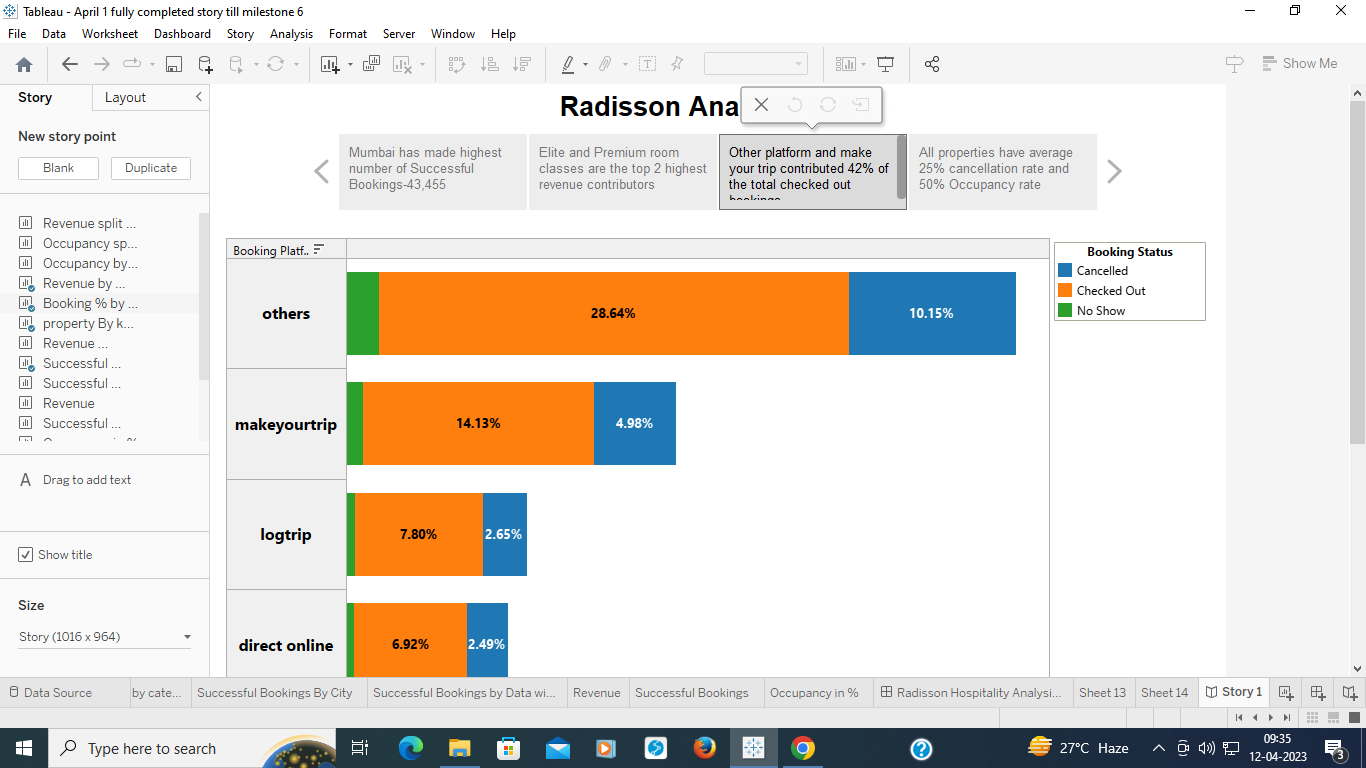 Tableau - April 1 fully completed story till milestone 6
File Data Worksheet Dashboard Story Analysis Format Server Window Help
Show Me
Story Layout
New story point
Blank Duplicate
Revenue split ...
Occupancy sp...
Occupancy by...
Revenue by ...
Booking % by ...
property By k...
Revenue ...
Successful ...
Successful ...
Revenue
Successful ...
A Drag to add text
Show title
Size
Story (1016 x 964)
Radisson Ana
Mumbai has made highest
number of Successful
Bookings-43,455
Elite and Premium room
classes are the top 2 highest
revenue contributors
Other platform and make
your trip contributed 42% of
the total checked out
bookings
All properties have average
25% cancellation rate and
50% Occupancy rate
Booking Platf..
others 28.64% 10.15%
makeyourtrip 14.13% 4.98%
logtrip 7.80% 2.65%
direct online 6.92% 2.49%
Booking Status
Cancelled
Checked Out
No Show
Data Source by cate... Successful Bookings By City Successful Bookings by Data wi... Revenue Successful Bookings Occupancy in % Radisson Hospitality Analysi... Sheet 13 Sheet 14 Story 1
Type here to search
27°C Haze
09:35
12-04-2023
3